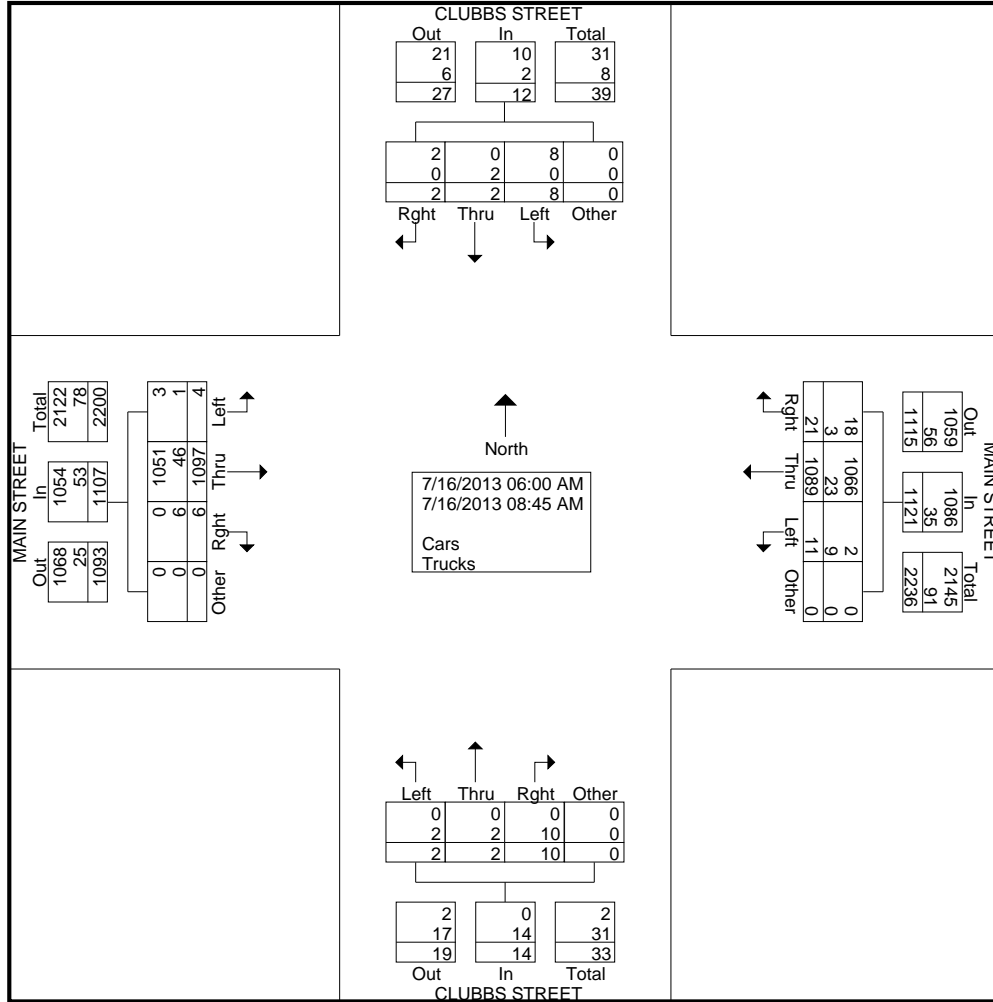 CLUBBS STREET
Out In Total
21 10 31
6 2 8
27 12 39
2 0 8 0
0 2 0 0
2 2 8 0
Rght Thru Left Other
MAIN STREET
Total In Out
2122 1054 1068
78 53 25
2200 1107 1093
3 1051 0 0
1 46 6 0
4 1097 6 0
Left Thru Rght Other
North
7/16/2013 06:00 AM
7/16/2013 08:45 AM
Cars
Trucks
MAIN STREET
Out In Total
1059 1086 2145
56 35 91
1115 1121 2236
18 1066 2 0
3 23 9 0
21 1089 11 0
Rght Thru Left Other
Left Thru Rght Other
0 0 0 0
2 2 10 0
2 2 10 0
2 0 2
17 14 31
19 14 33
Out In Total
CLUBBS STREET